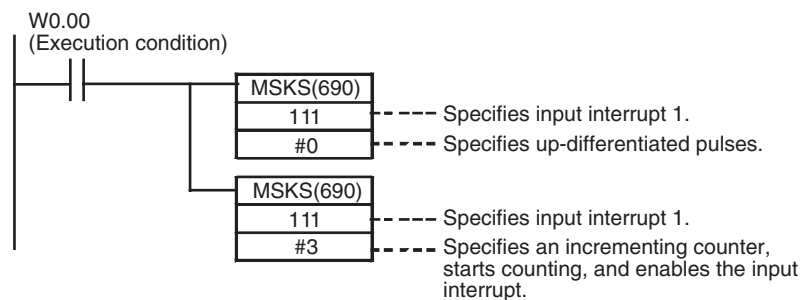 W0.00
(Execution condition)
MSKS(690)
111
Specifies input interrupt 1.
#0
Specifies up-differentiated pulses.
MSKS(690)
111
Specifies input interrupt 1.
#3
Specifies an incrementing counter,
starts counting, and enables the input
interrupt.